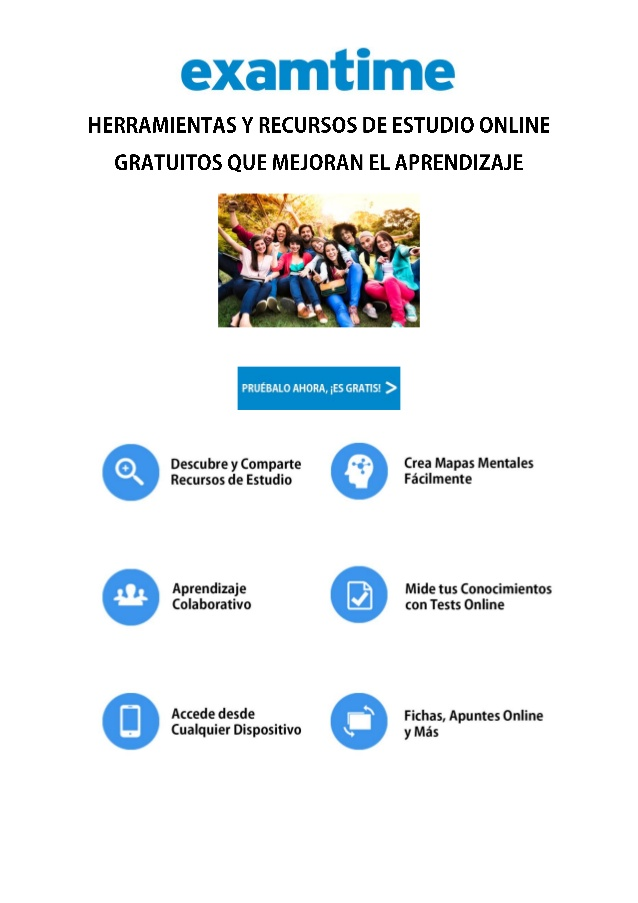 examtime
HERRAMIENTAS Y RECURSOS DE ESTUDIO ONLINE
GRATUITOS QUE MEJORAN EL APRENDIZAJE
PRUÉBALO AHORA, ¡ES GRATIS! >
Descubre y Comparte
Recursos de Estudio
Crea Mapas Mentales
Fácilmente
Aprendizaje
Colaborativo
Mide tus Conocimientos
con Tests Online
Accede desde
Cualquier Dispositivo
Fichas, Apuntes Online
y Más